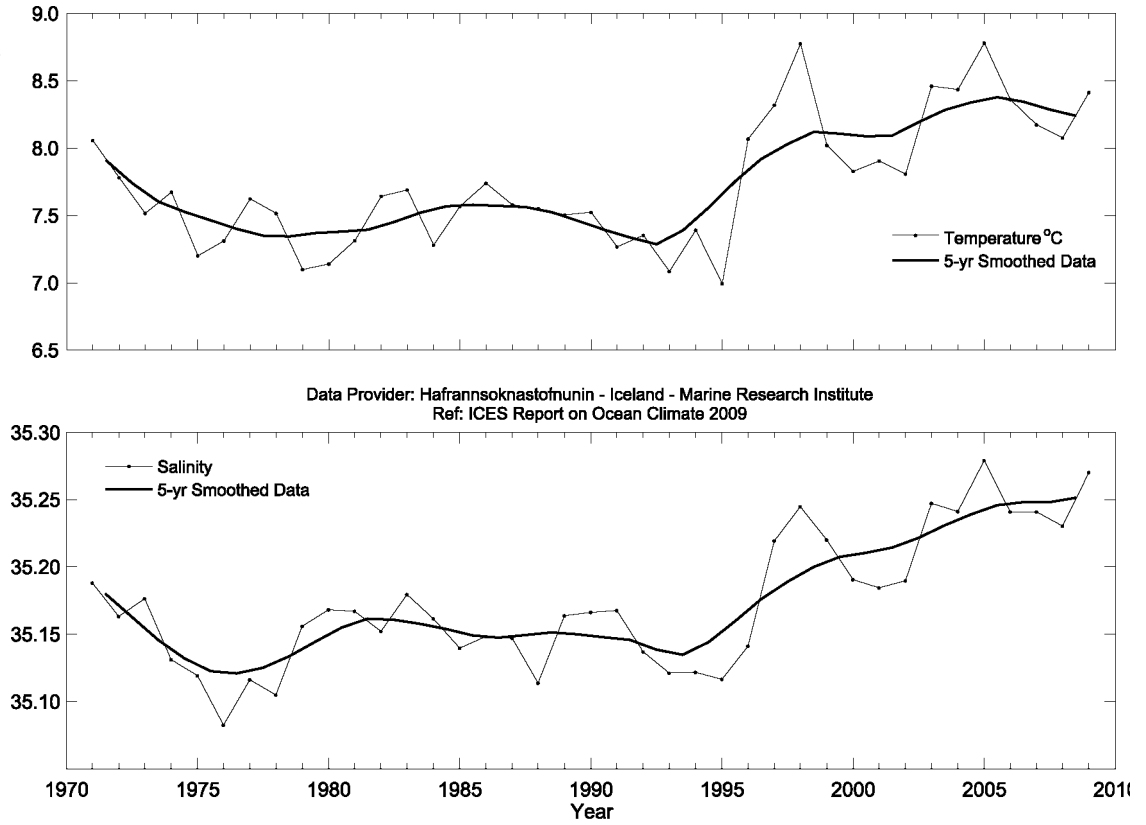 9.0
8.5
8.0
7.5
7.0
6.5
Temperature °C
5-yr Smoothed Data
Data Provider: Hafrannsoknastofnunin - Iceland - Marine Research Institute
Ref: ICES Report on Ocean Climate 2009
35.30
35.25
35.20
35.15
35.10
Salinity
5-yr Smoothed Data
1970 1975 1980 1985 1990 1995 2000 2005 2010
Year